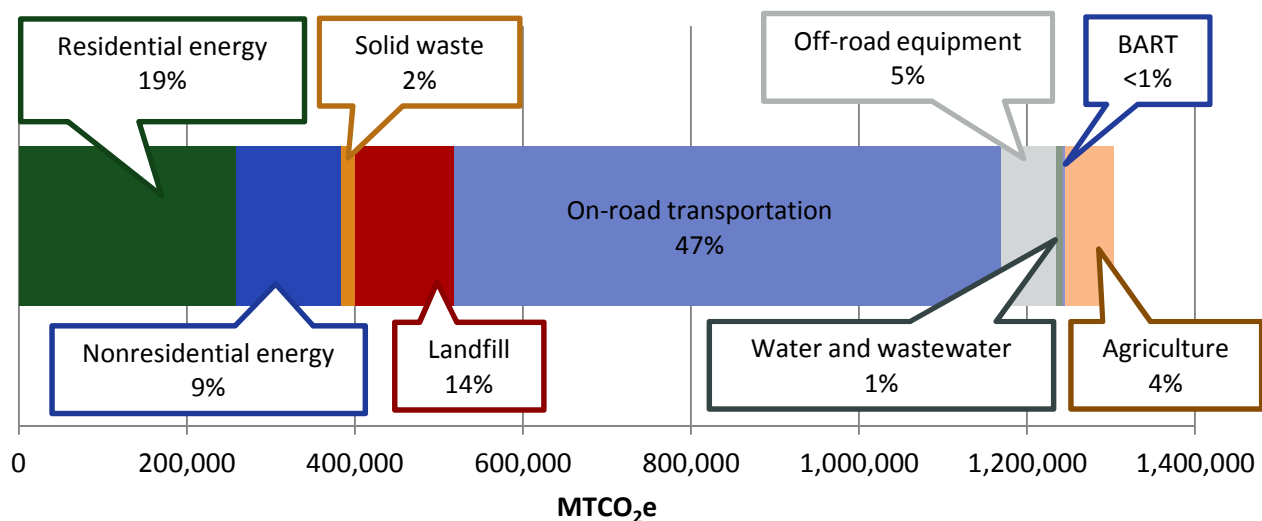 Residential energy
19%
Solid waste
2%
Off-road equipment
5%
BART
<1%
On-road transportation
47%
Nonresidential energy
9%
Landfill
14%
Water and wastewater
1%
Agriculture
4%
0
200,000
400,000
600,000
800,000
1,000,000
1,200,000
1,400,000
MTCO₂e